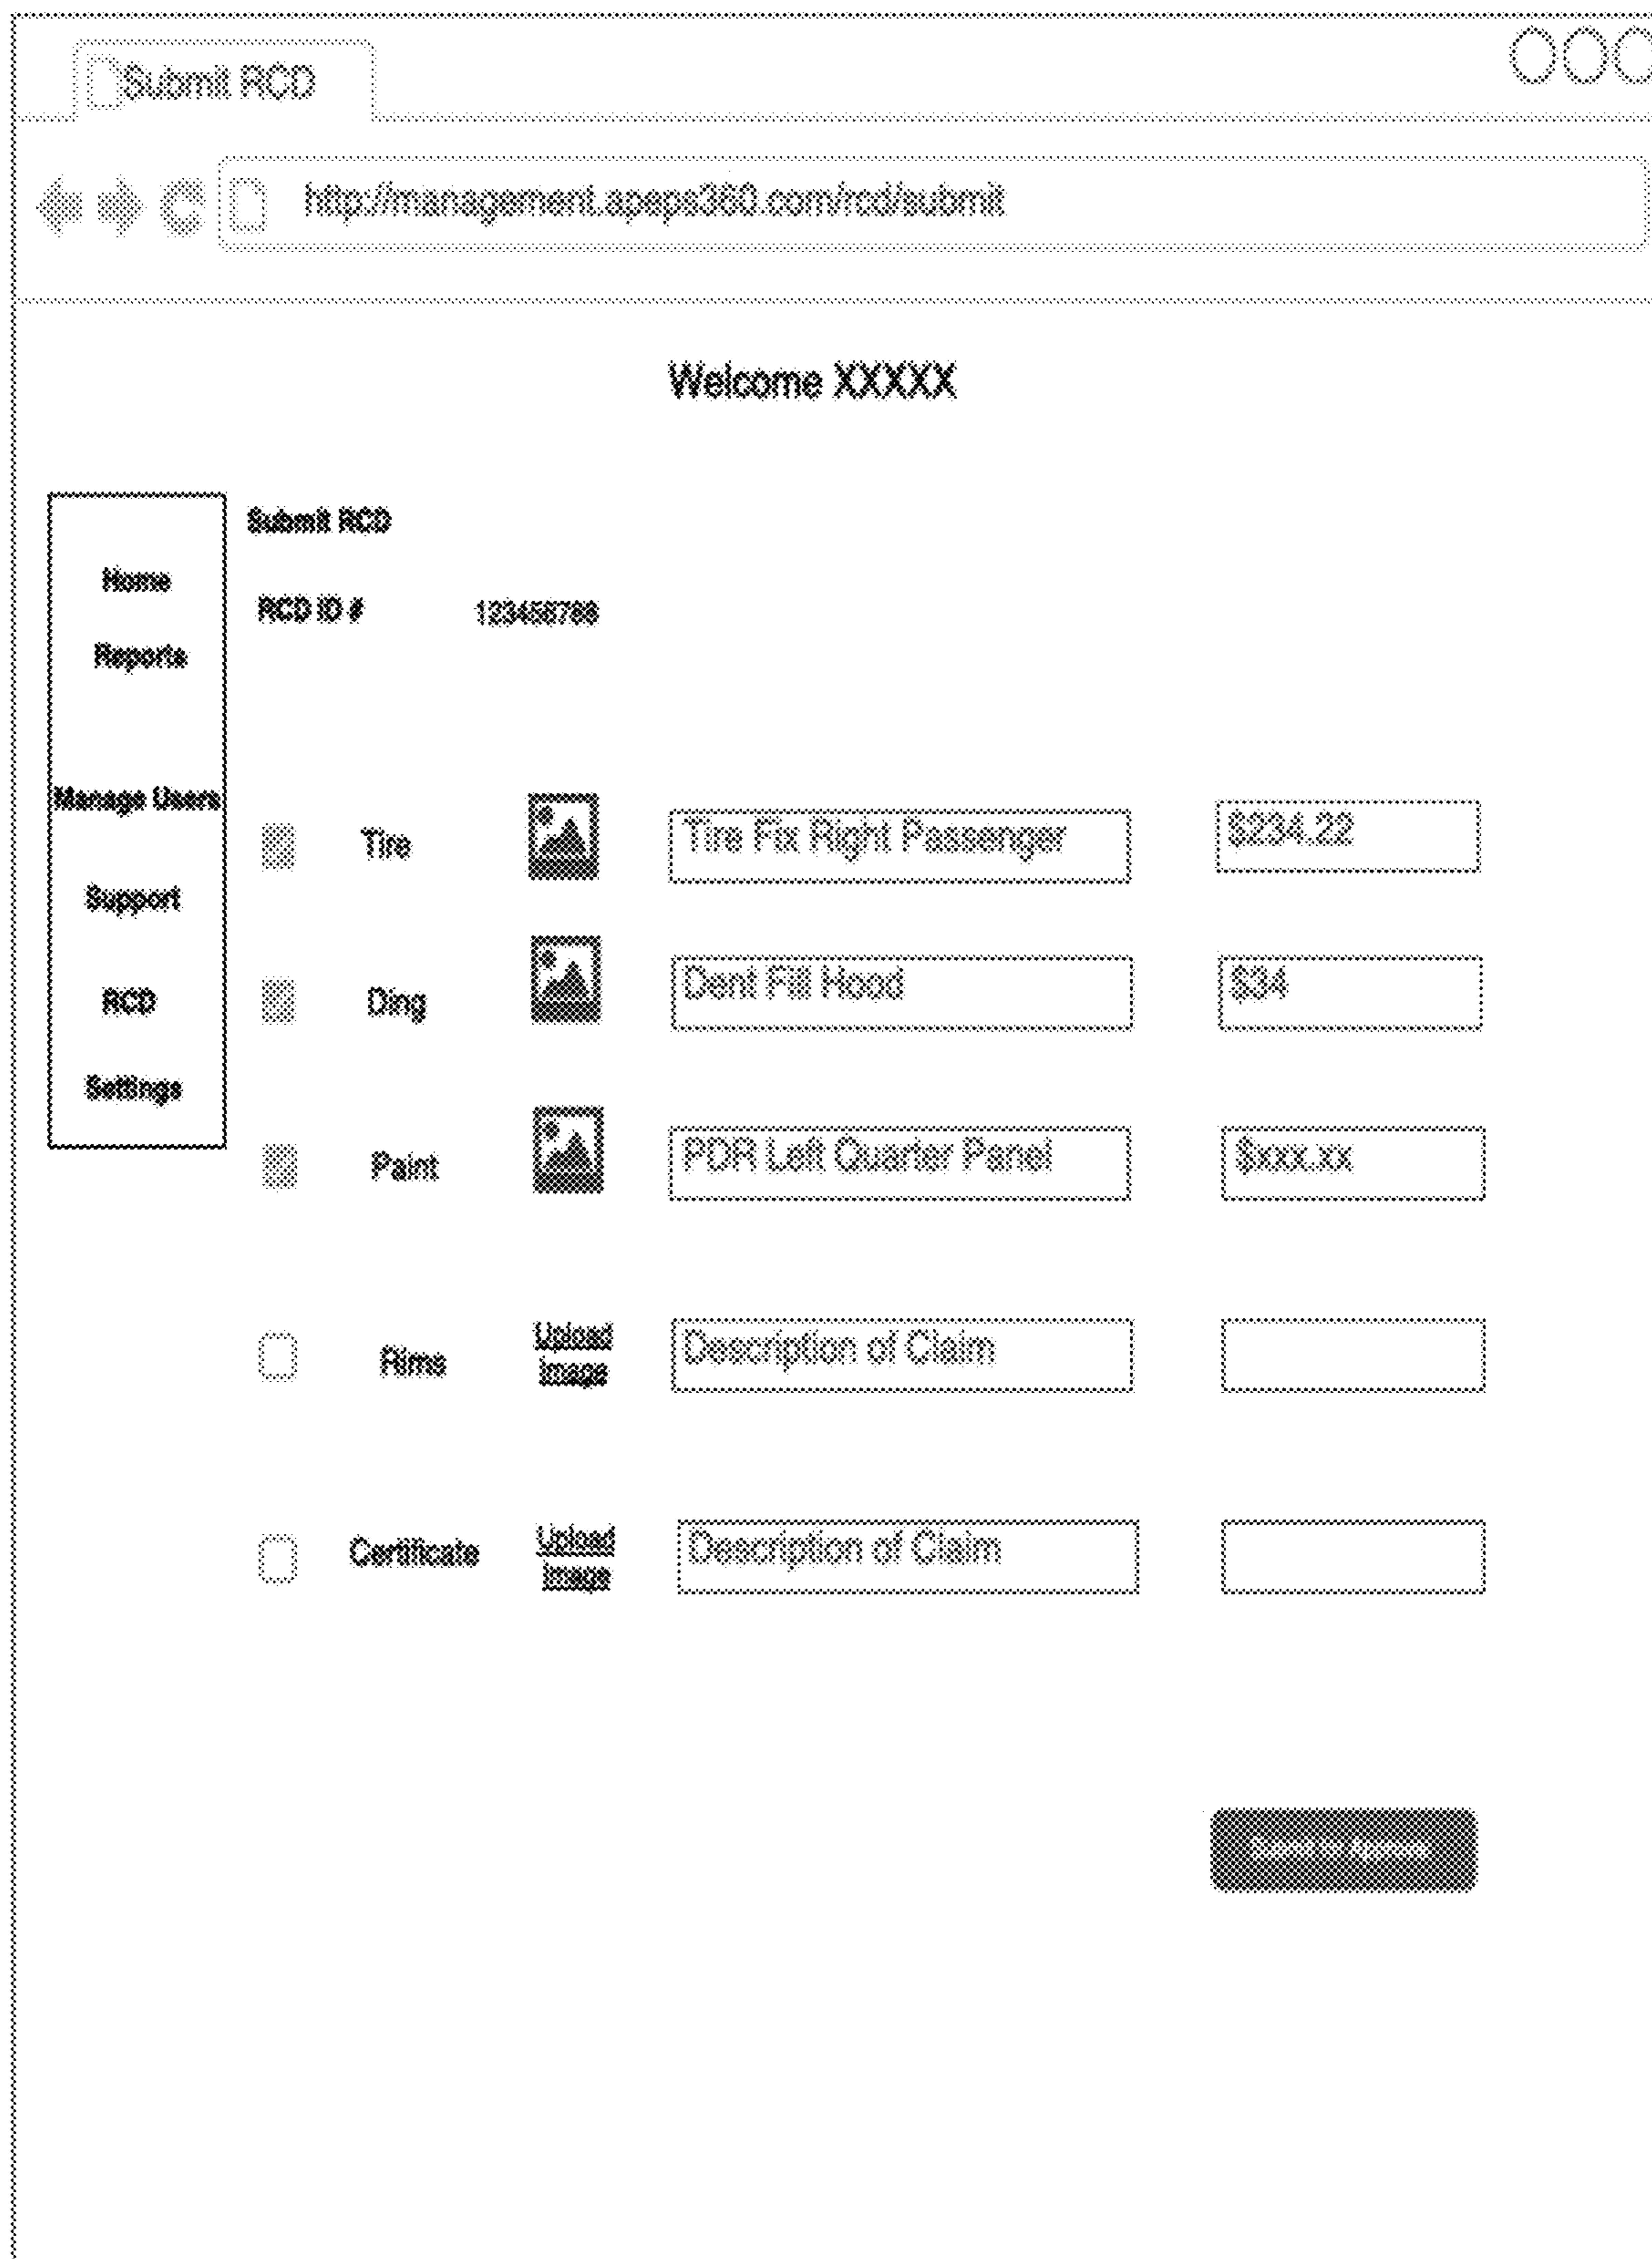 Submit RCD
http://management.apeps360.com/rcd/submit
Welcome XXXXX
Submit RCD
Home
RCD ID # 123456788
Reports
Manage Users
Tire Tire Fix Right Passenger $234.22
Support
Ding Dent Fill Hood $34
RCD
Settings
Paint PDR Left Quarter Panel $xxx.xx
Rims Upload Description of Claim
Image
Certificate Upload Description of Claim
Image